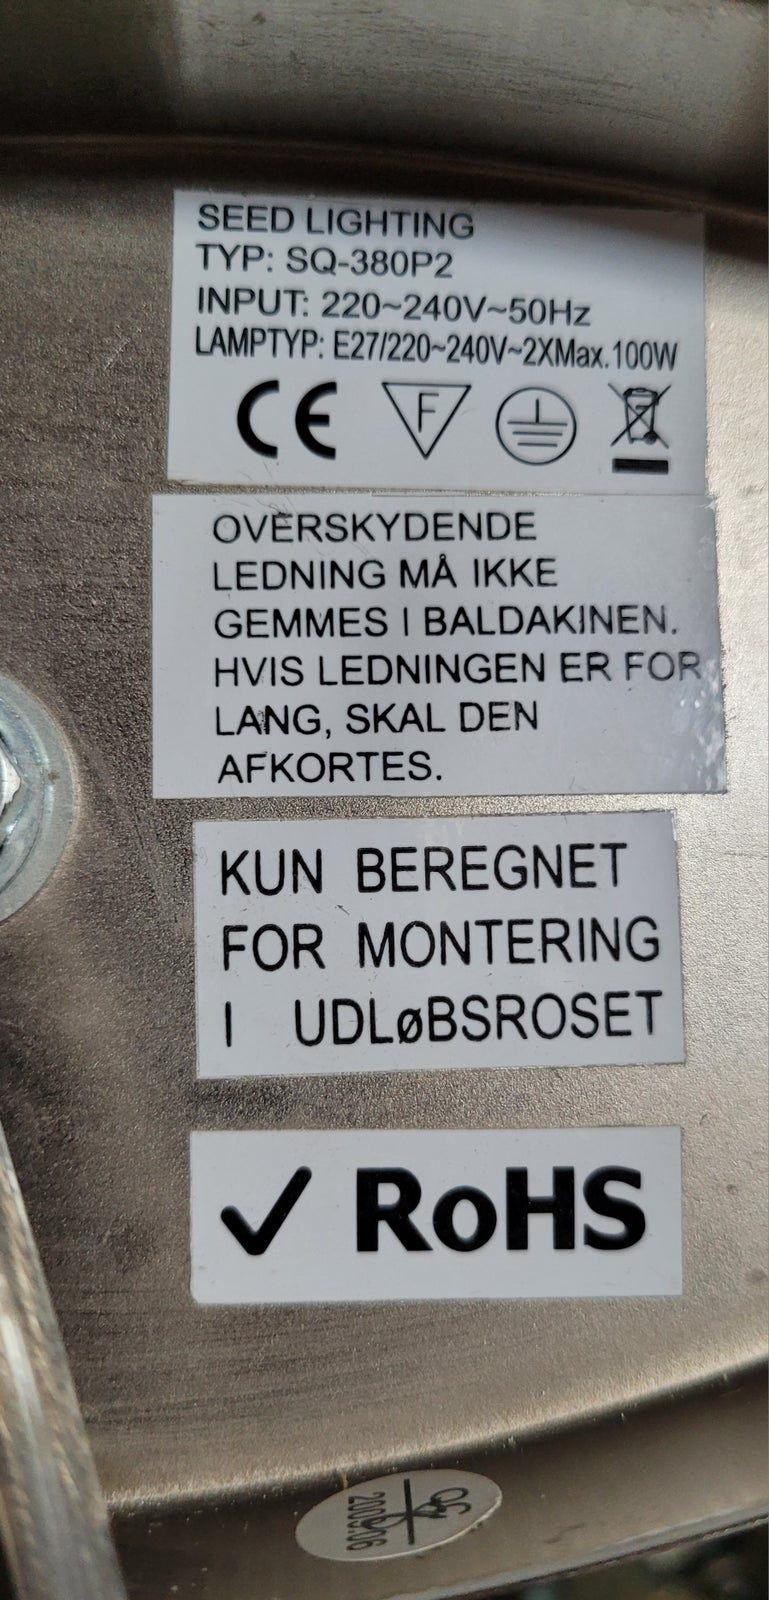 SEED LIGHTING
TYP: SQ-380P2
INPUT: 220~240V~50Hz
LAMPTYP: E27/220~240V~2XMax.100W
CE F
OVERSKYDENDE
LEDNING MÅ IKKE
GEMMES I BALDAKINEN.
HVIS LEDNINGEN ER FOR
LANG, SKAL DEN
AFKORTES.
KUN BEREGNET
FOR MONTERING
I UDLøBSROSET
✓ RoHS